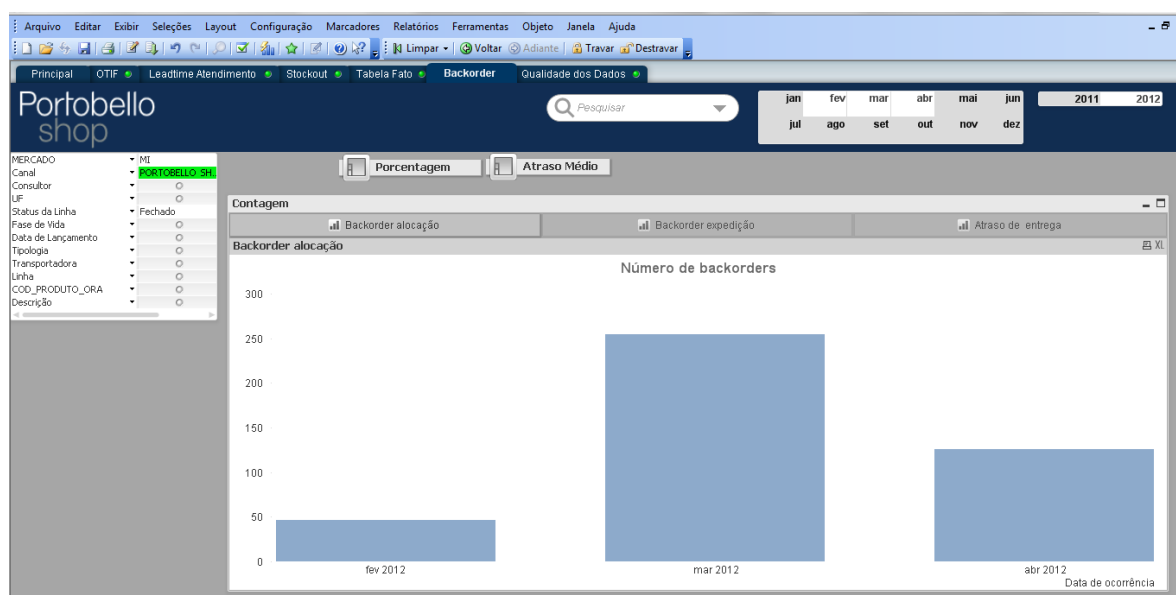 Arquivo Editar Exibir Seleções Layout Configuração Marcadores Relatórios Ferramentas Objeto Janela Ajuda
Limpar Voltar Adiante Travar Destravar
Principal OTIF Leadtime Atendimento Stockout Tabela Fato Backorder Qualidade dos Dados
Portobello
shop
Pesquisar
jan fev mar abr mai jun
jul ago set out nov dez
2011 2012
MERCADO MI
Canal PORTOBELLO SH..
Consultor
UF
Status da Linha Fechado
Fase de Vida
Data de Lançamento
Tipologia
Transportadora
Linha
COD_PRODUTO_ORA
Descrição
Porcentagem Atraso Médio
Contagem
Backorder alocação Backorder expedição Atraso de entrega
Backorder alocação XL
Número de backorders
300
250
200
150
100
50
0
fev 2012 mar 2012 abr 2012
Data de ocorrência